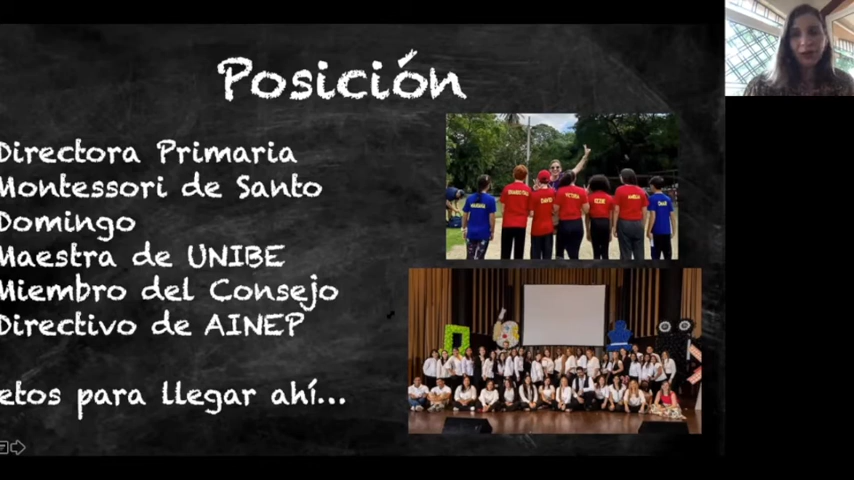 Posición
Directora Primaria
Montessori de Santo
Domingo
Maestra de UNIBE
Miembro del Consejo
Directivo de AINEP
etos para llegar ahí...